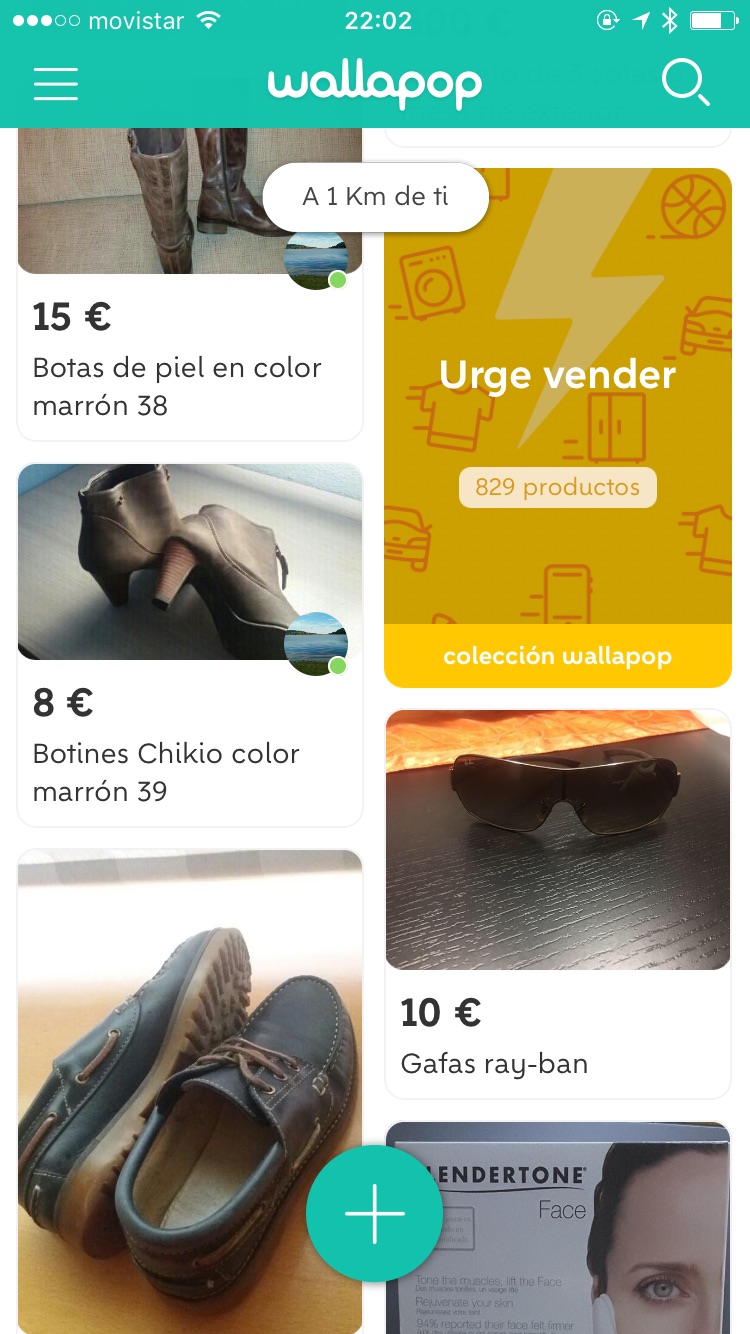 movistar
22:02
wallapop
A 1 Km de ti
15 €
Botas de piel en color
marrón 38
Urge vender
829 productos
colección wallapop
8 €
Botines Chikio color
marrón 39
10 €
Gafas ray-ban
LENDERTONE
Face
Tone the muscles, lift the Face
Rejuvenate your skin
94% reported their face felt firmer